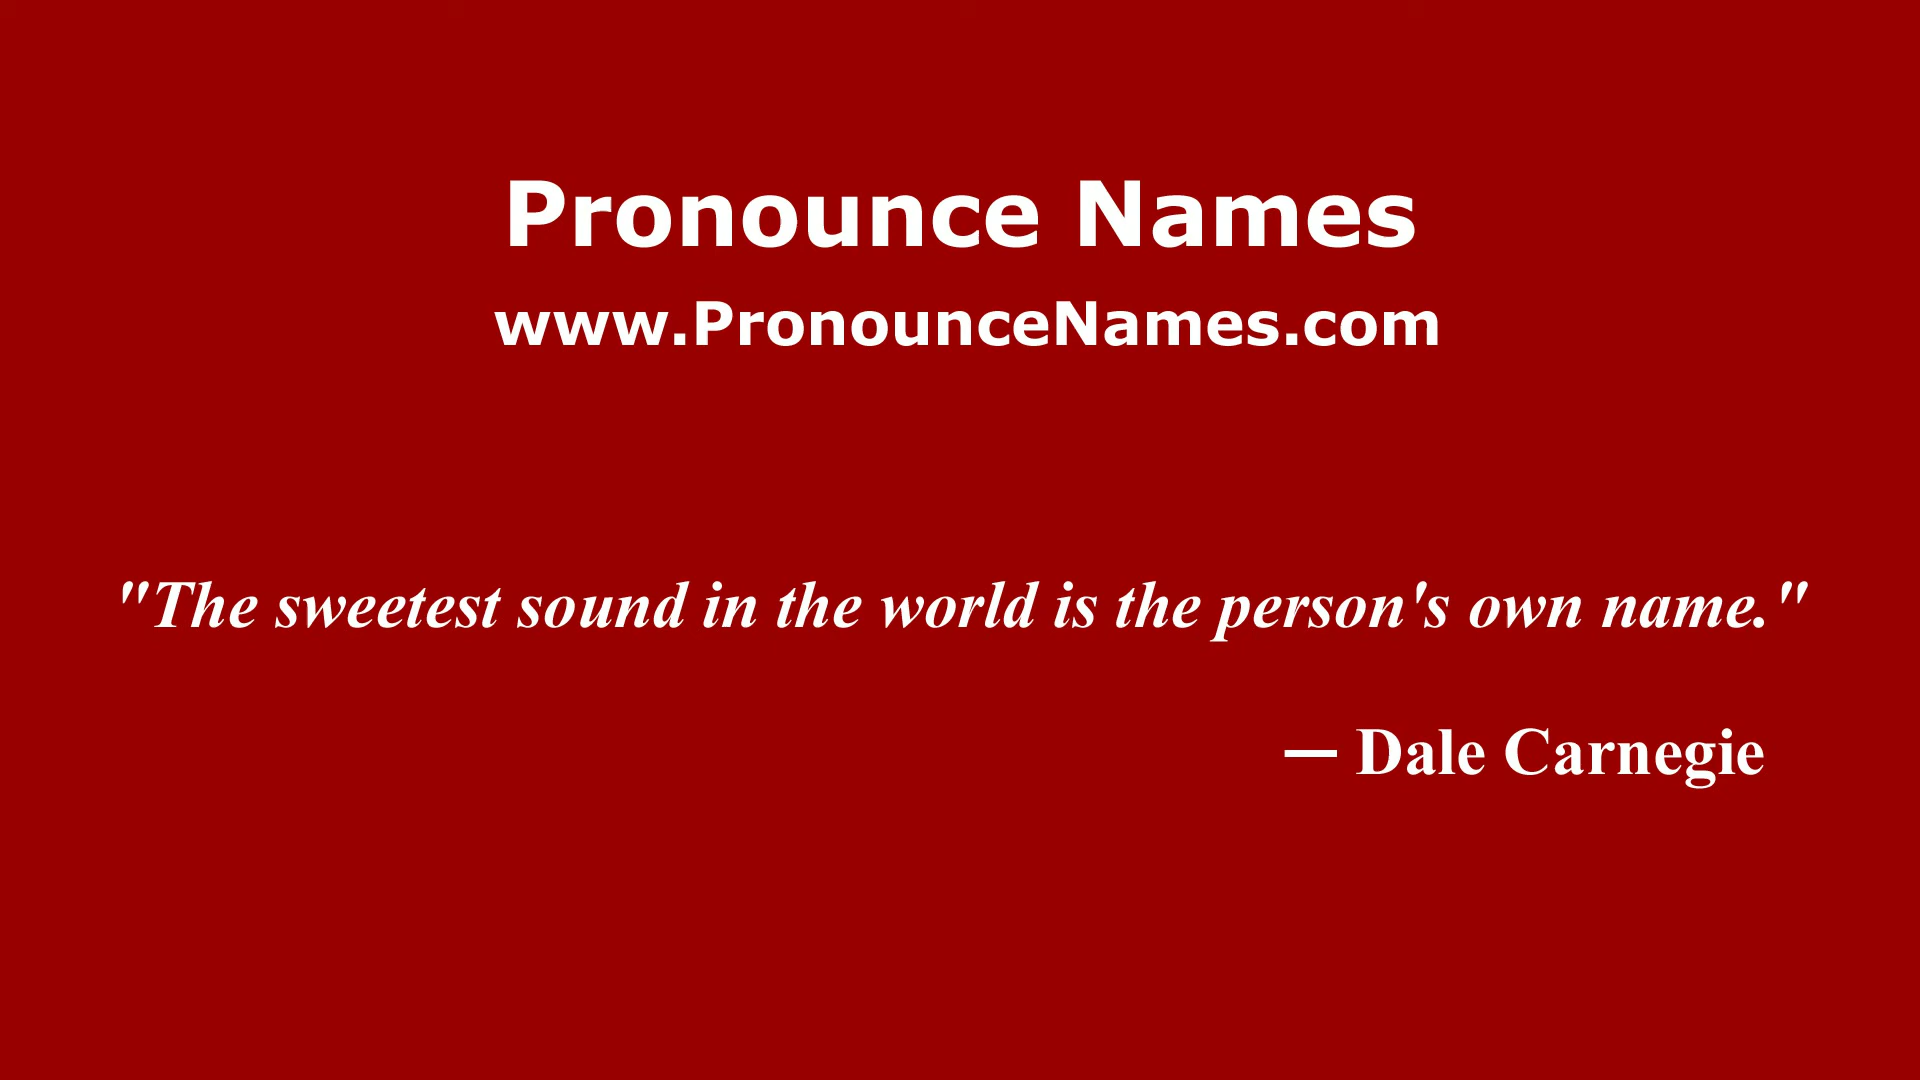 Pronounce Names
www.PronounceNames.com
"The sweetest sound in the world is the person's own name."
— Dale Carnegie